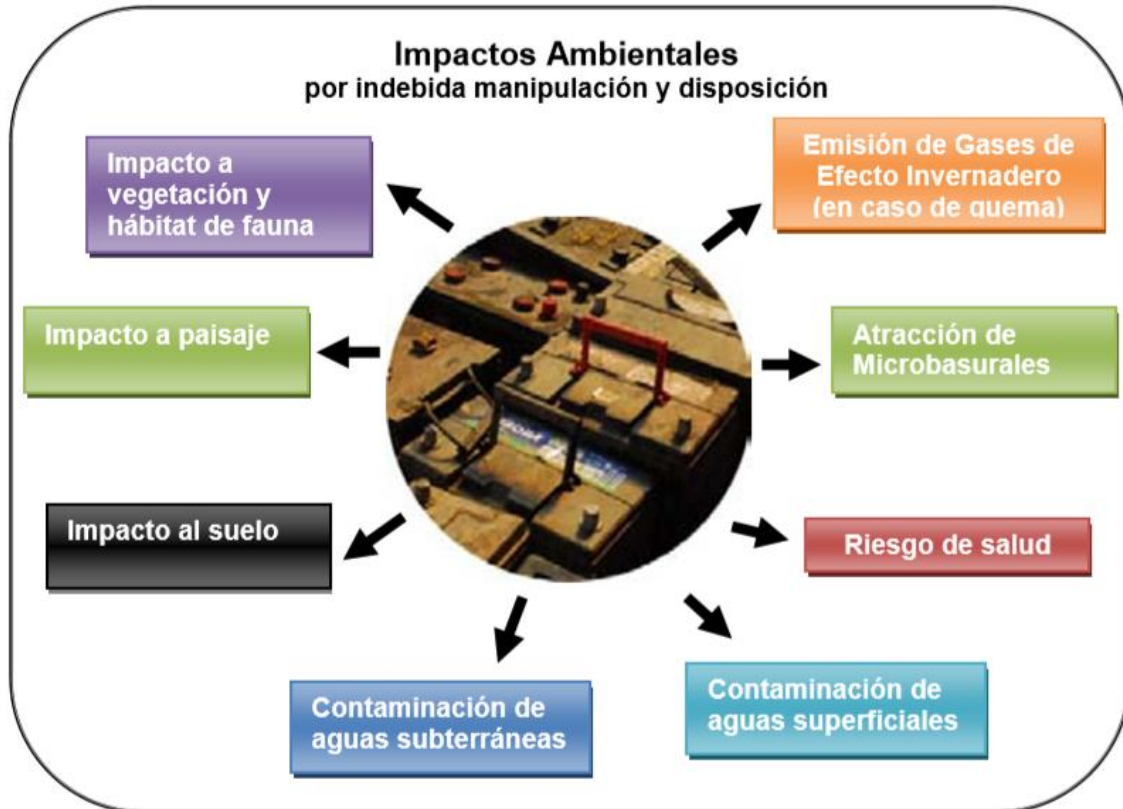 Impactos Ambientales
por indebida manipulación y disposición
Impacto a
vegetación y
hábitat de fauna
Emisión de Gases de
Efecto Invernadero
(en caso de quema)
Impacto a paisaje
Atracción de
Microbasurales
Impacto al suelo
Riesgo de salud
Contaminación de
aguas subterráneas
Contaminación de
aguas superficiales